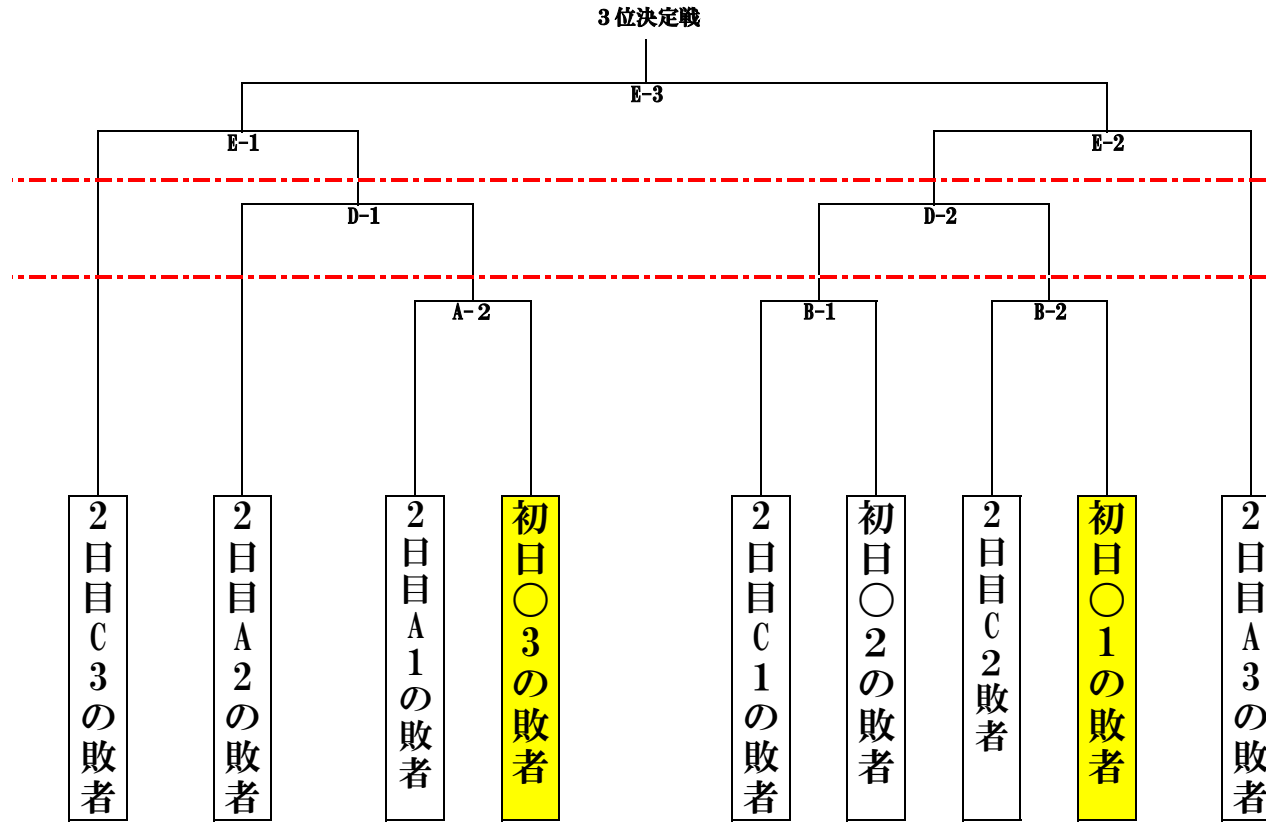 3位決定戦
E-3
E-1
E-2
D-1
D-2
A-2
B-1
B-2
2日目C3の敗者
2日目A2の敗者
2日目A1の敗者
初日○3の敗者
2日目C1の敗者
初日○2の敗者
2日目C2敗者
初日○1の敗者
2日目A3の敗者